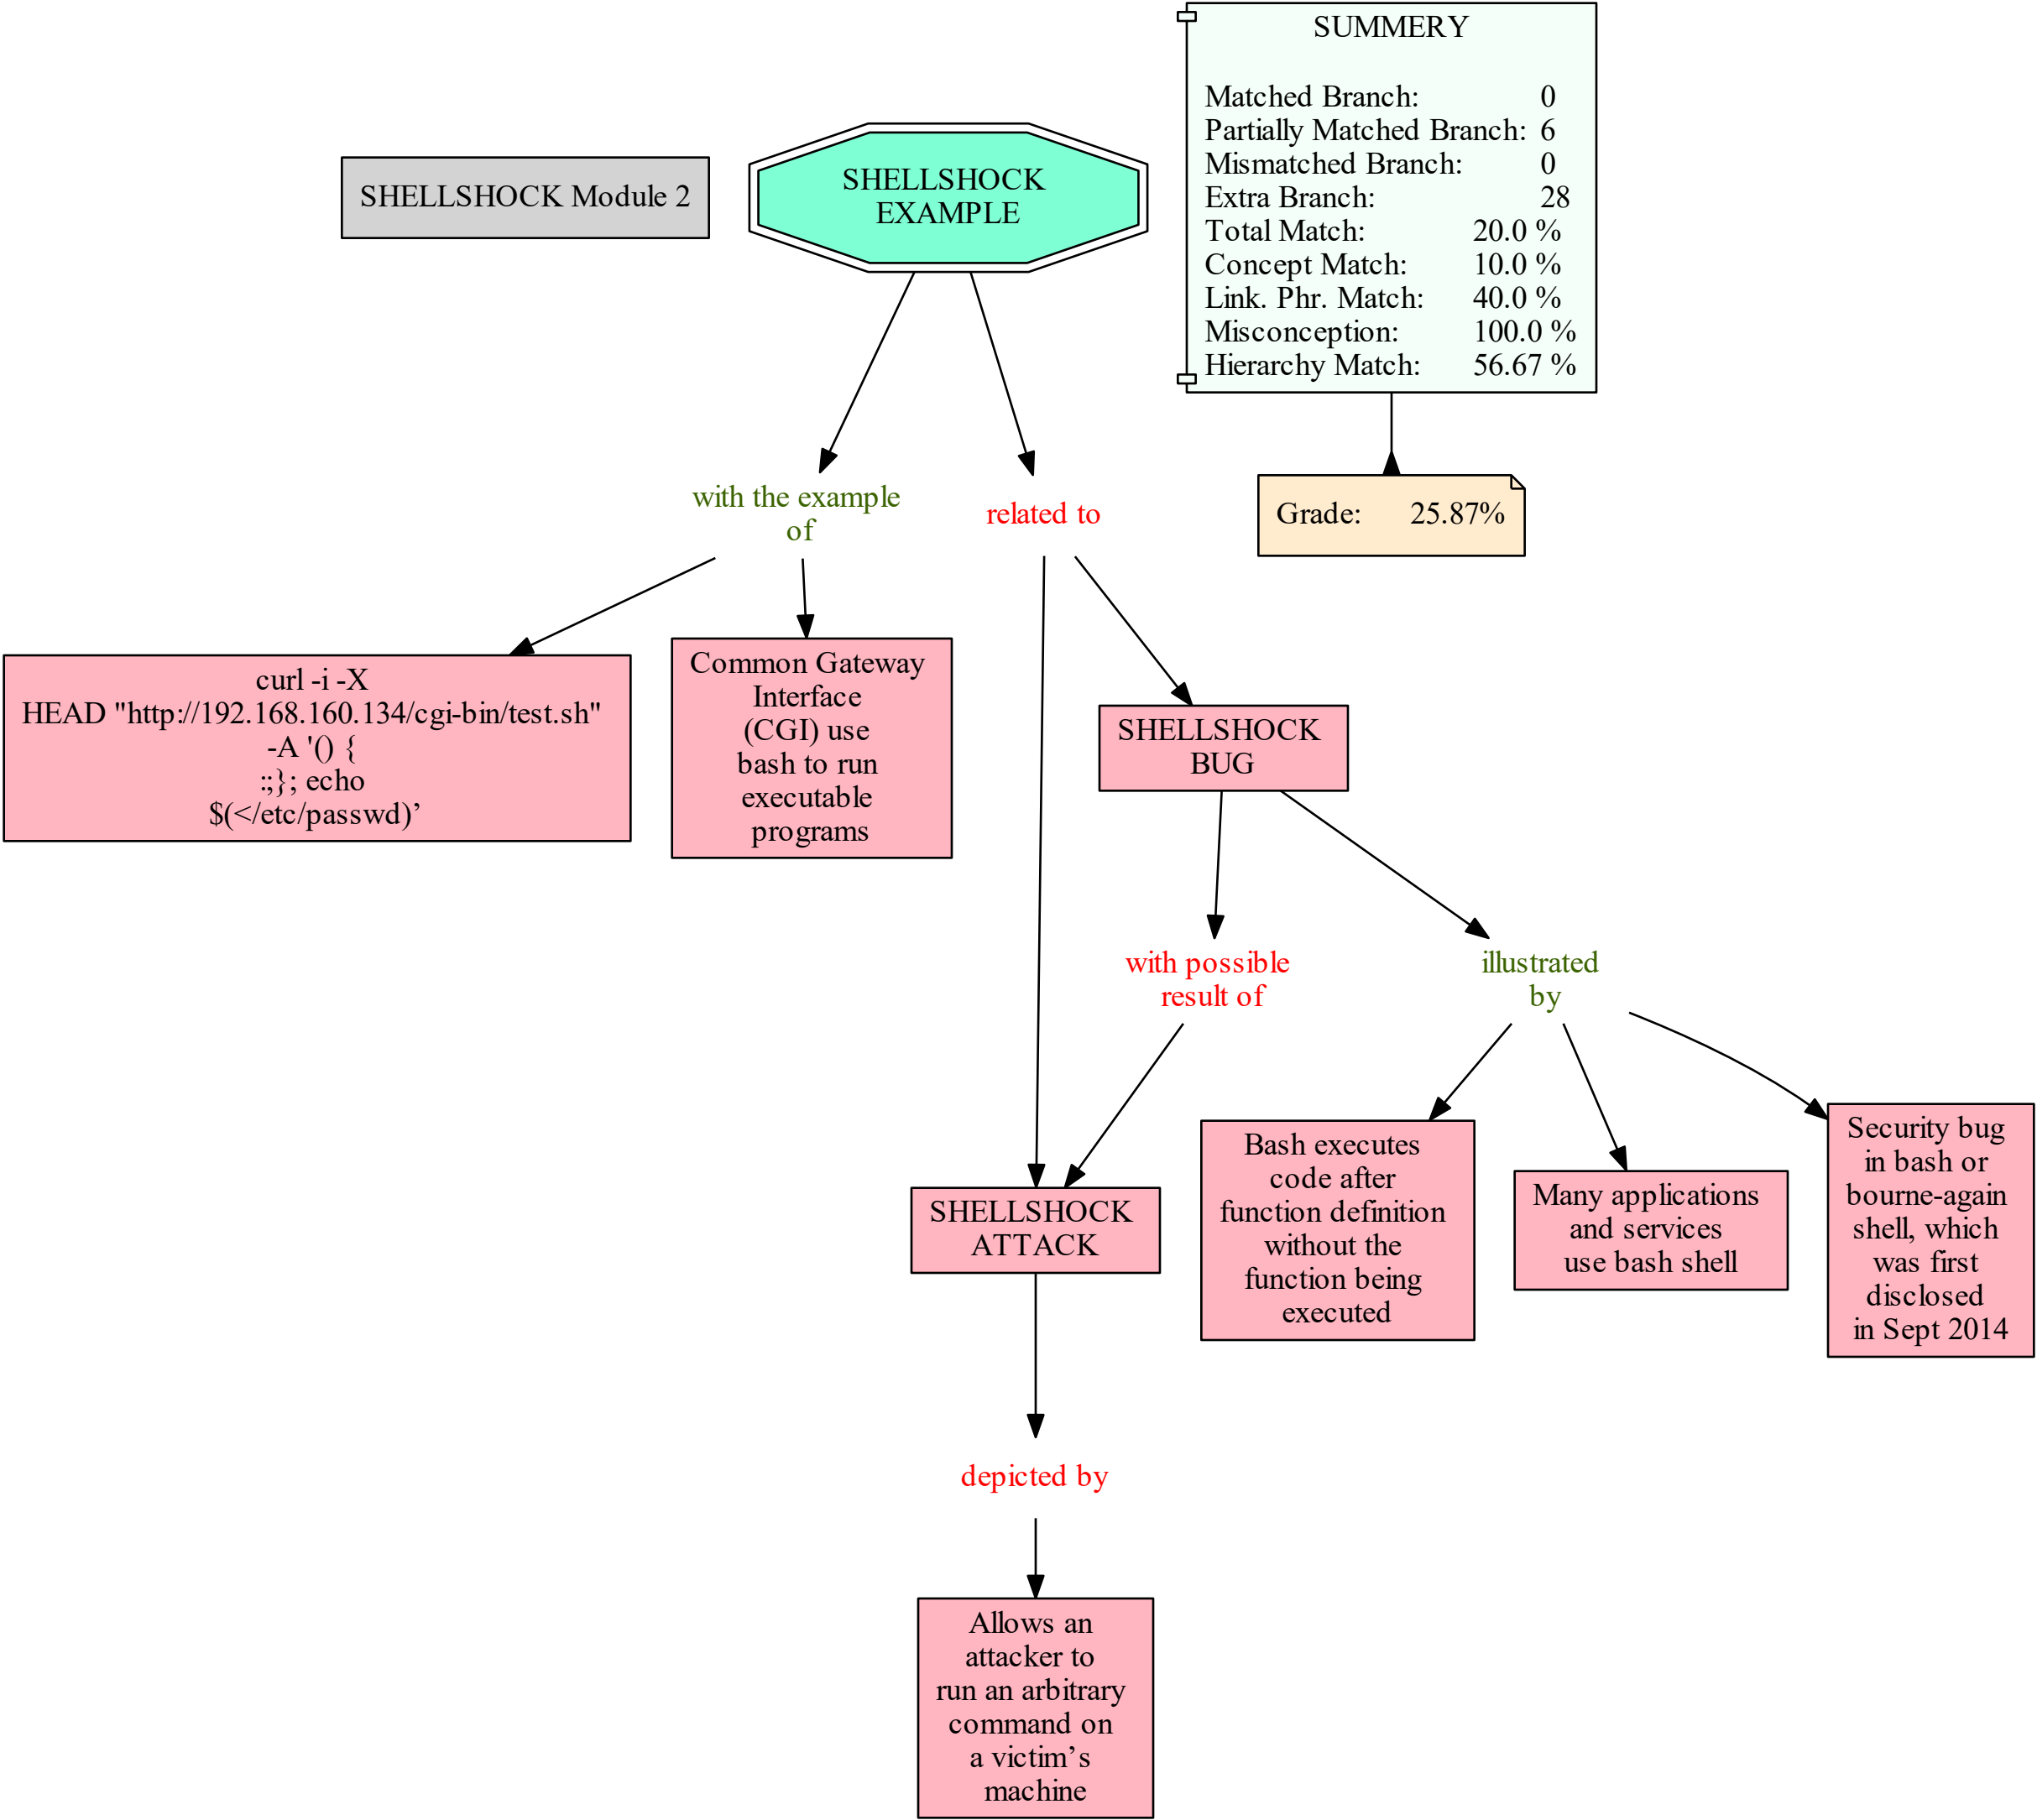 SHELLSHOCK Module 2
SHELLSHOCK
EXAMPLE
SUMMERY
Matched Branch: 0
Partially Matched Branch: 6
Mismatched Branch: 0
Extra Branch: 28
Total Match: 20.0 %
Concept Match: 10.0 %
Link. Phr. Match: 40.0 %
Misconception: 100.0 %
Hierarchy Match: 56.67 %
Grade: 25.87%
with the example
of
related to
curl -i -X
HEAD "http://192.168.160.134/cgi-bin/test.sh"
-A '() {
:;}; echo
$(</etc/passwd)’
Common Gateway
Interface
(CGI) use
bash to run
executable
programs
SHELLSHOCK
BUG
with possible
result of
illustrated
by
SHELLSHOCK
ATTACK
Bash executes
code after
function definition
without the
function being
executed
Many applications
and services
use bash shell
Security bug
in bash or
bourne-again
shell, which
was first
disclosed
in Sept 2014
depicted by
Allows an
attacker to
run an arbitrary
command on
a victim’s
machine